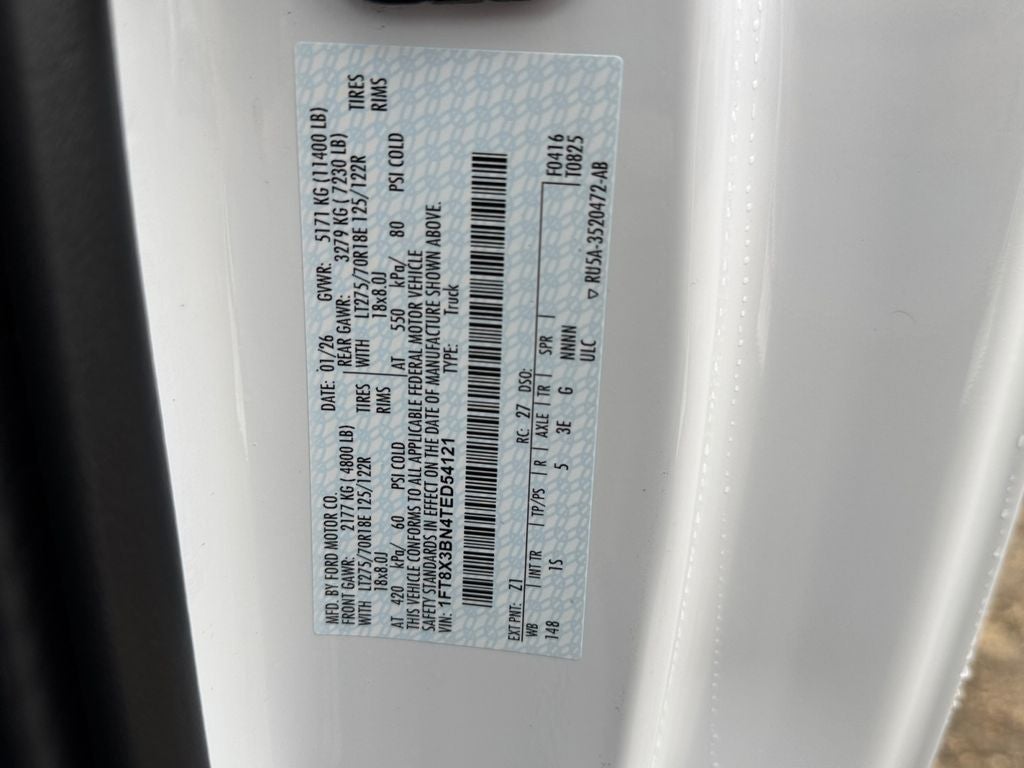 MFD. BY FORD MOTOR CO. DATE: 01/26 GVWR: 5171 KG (11400 LB)
FRONT GAWR: 2177 KG ( 4800 LB) REAR GAWR: 3279 KG ( 7230 LB)
WITH LT275/70R18E 125/122R TIRES WITH LT275/70R18E 125/122R TIRES
18x8.0J RIMS 18x8.0J RIMS
AT 420 kPa/ 60 PSI COLD AT 550 kPa/ 80 PSI COLD
THIS VEHICLE CONFORMS TO ALL APPLICABLE FEDERAL MOTOR VEHICLE
SAFETY STANDARDS IN EFFECT ON THE DATE OF MANUFACTURE SHOWN ABOVE.
VIN: 1FT8X3BN4TED54121 TYPE: Truck
EXT PNT: Z1 RC: 27 DSO:
WB INT TR TP/PS R AXLE TR SPR F0416
148 1S 5 3E G NNNN T0825
ULC
▽ RU5A-3520472-AB